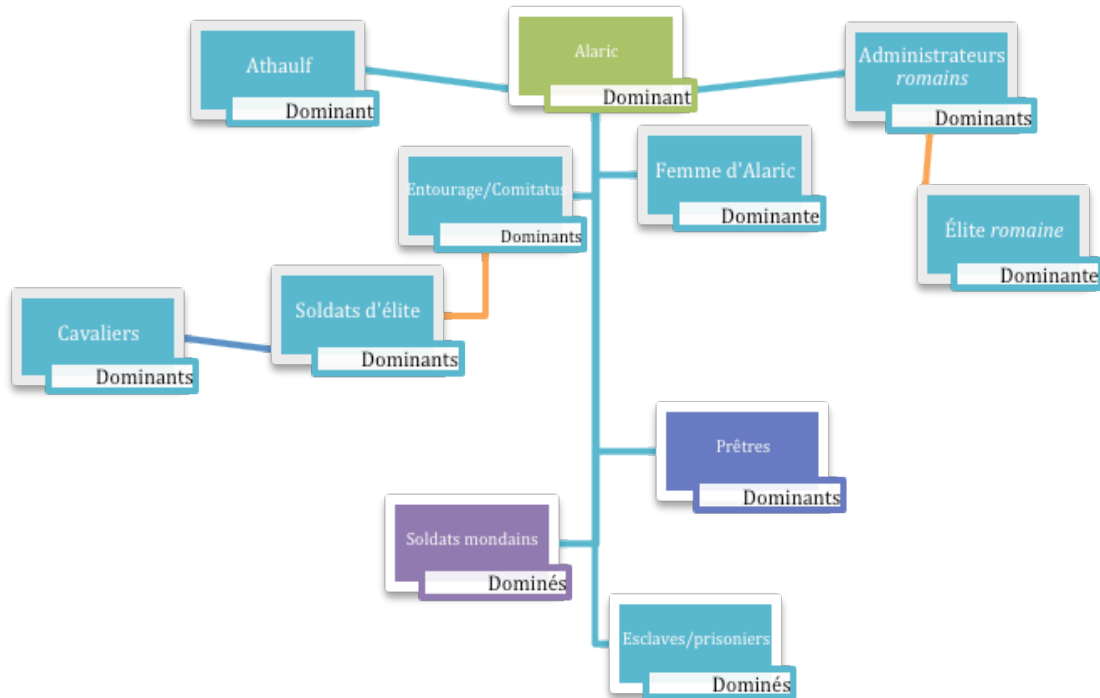 Athaulf
Dominant
Alaric
Dominant
Administrateurs
romains
Dominants
Entourage/Comitatus
Dominants
Femme d'Alaric
Dominante
Élite romaine
Dominante
Cavaliers
Dominants
Soldats d'élite
Dominants
Prêtres
Dominants
Soldats mondains
Dominés
Esclaves/prisoniers
Dominés